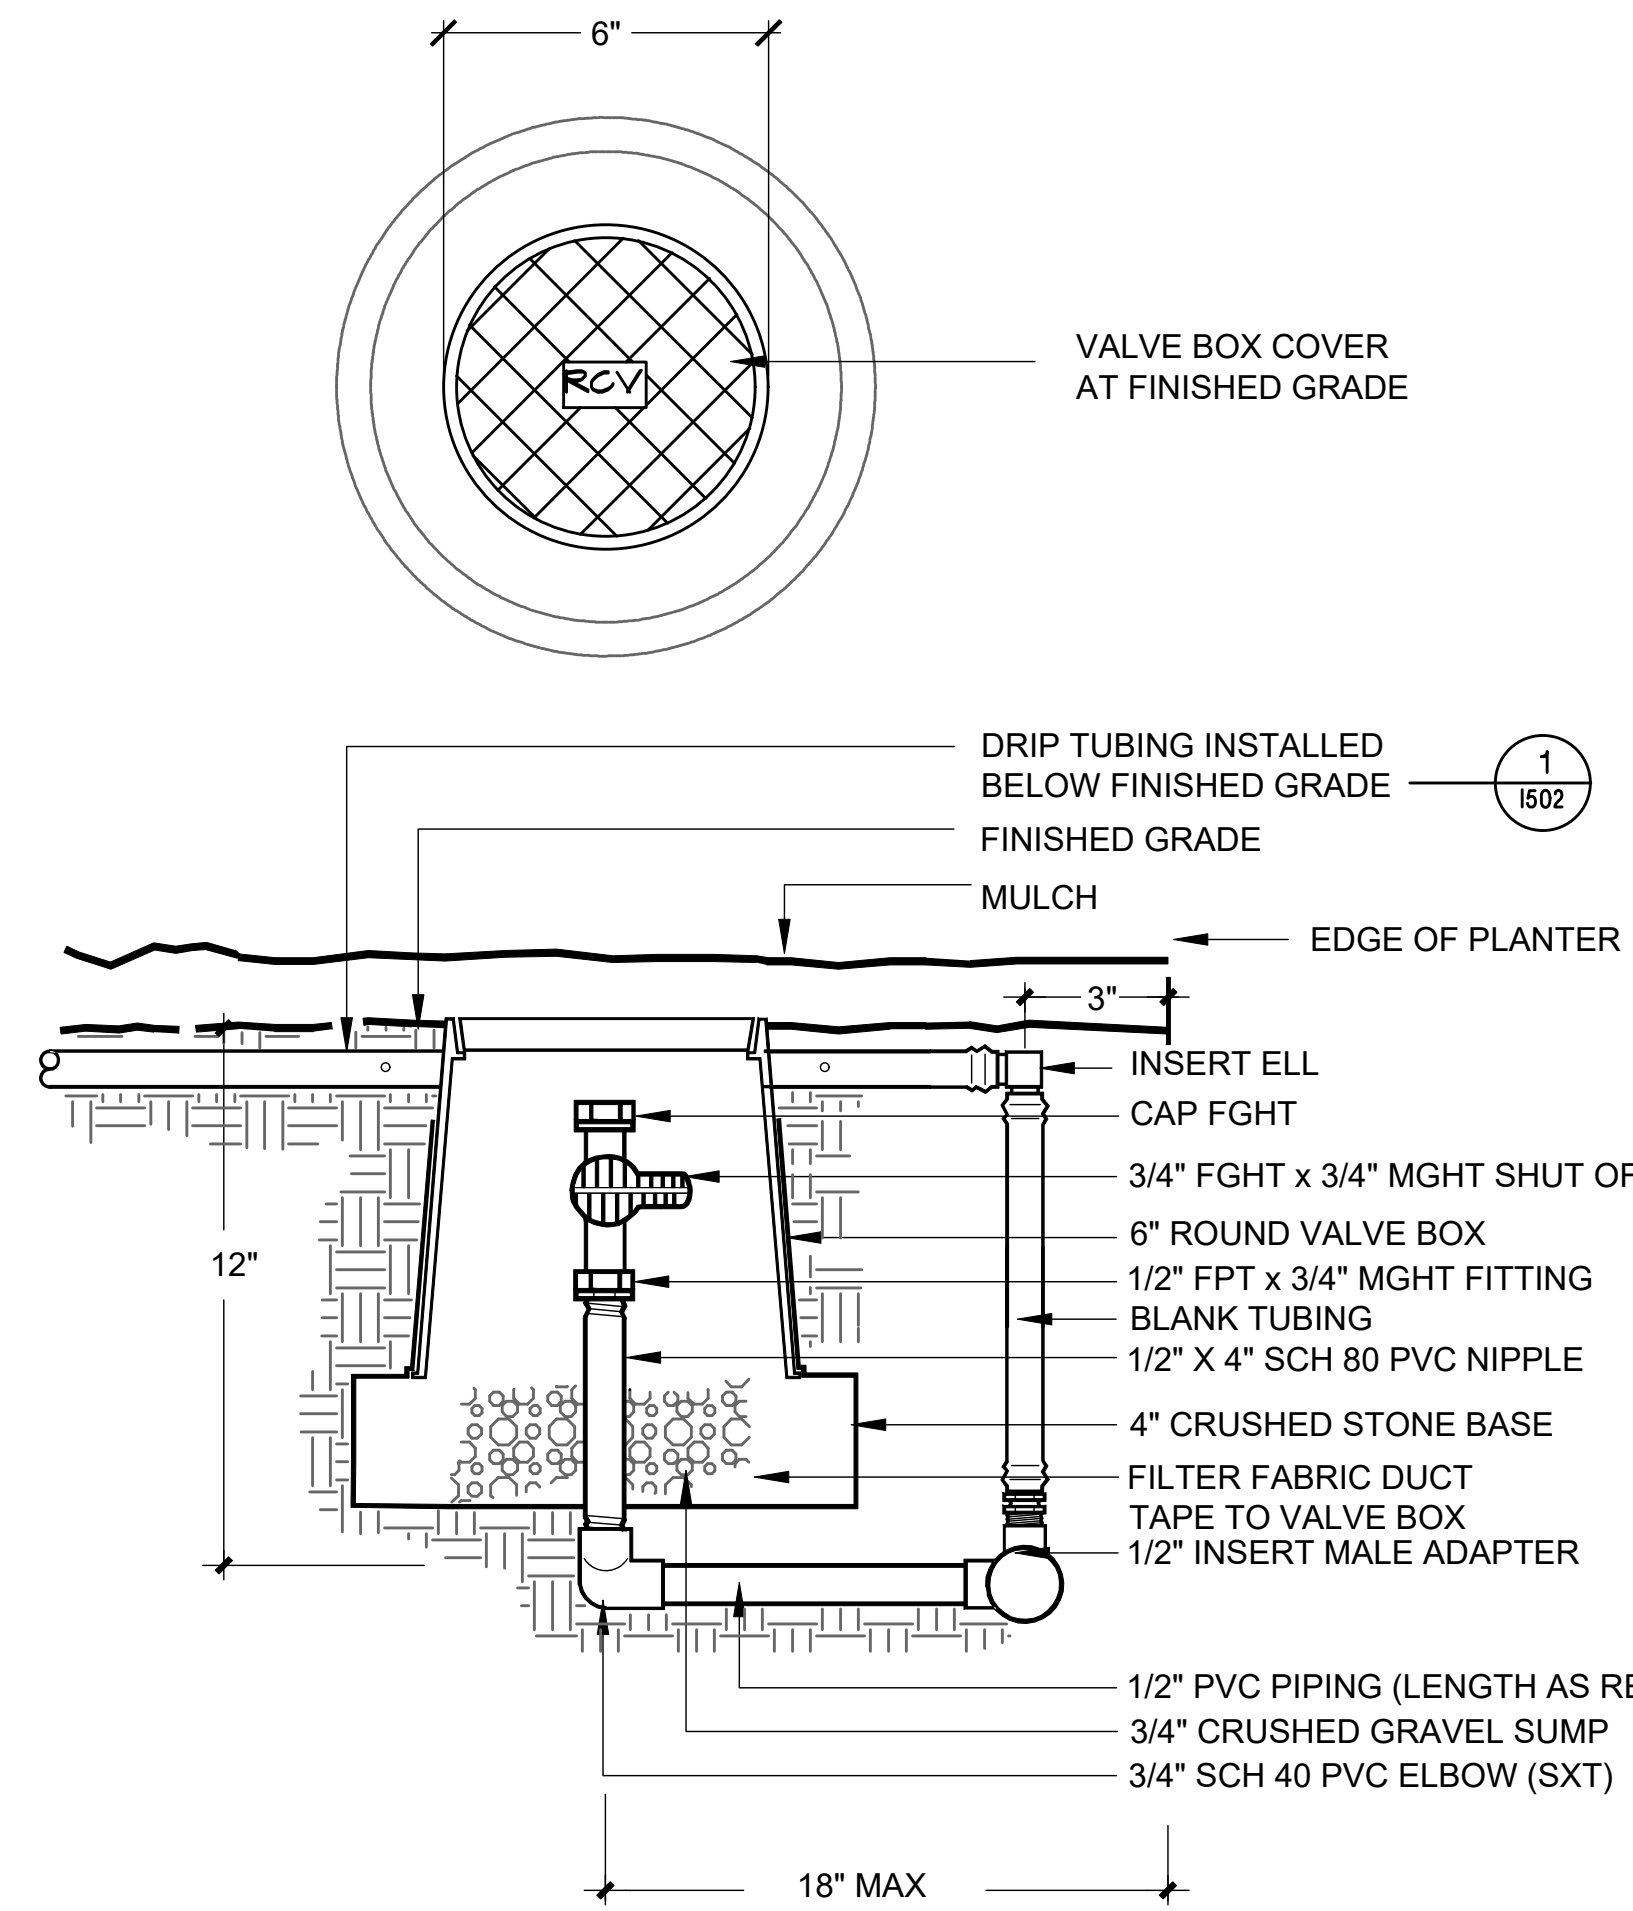 6"
RCV
VALVE BOX COVER
AT FINISHED GRADE
DRIP TUBING INSTALLED
BELOW FINISHED GRADE
1
I502
FINISHED GRADE
MULCH
EDGE OF PLANTER
3"
INSERT ELL
CAP FGHT
3/4" FGHT x 3/4" MGHT SHUT
6" ROUND VALVE BOX
12"
1/2" FPT x 3/4" MGHT FITTING
BLANK TUBING
1/2" X 4" SCH 80 PVC NIPPLE
4" CRUSHED STONE BASE
FILTER FABRIC DUCT
TAPE TO VALVE BOX
1/2" INSERT MALE ADAPTER
1/2" PVC PIPING (LENGTH AS
3/4" CRUSHED GRAVEL SUMP
3/4" SCH 40 PVC ELBOW (SXT)
18" MAX